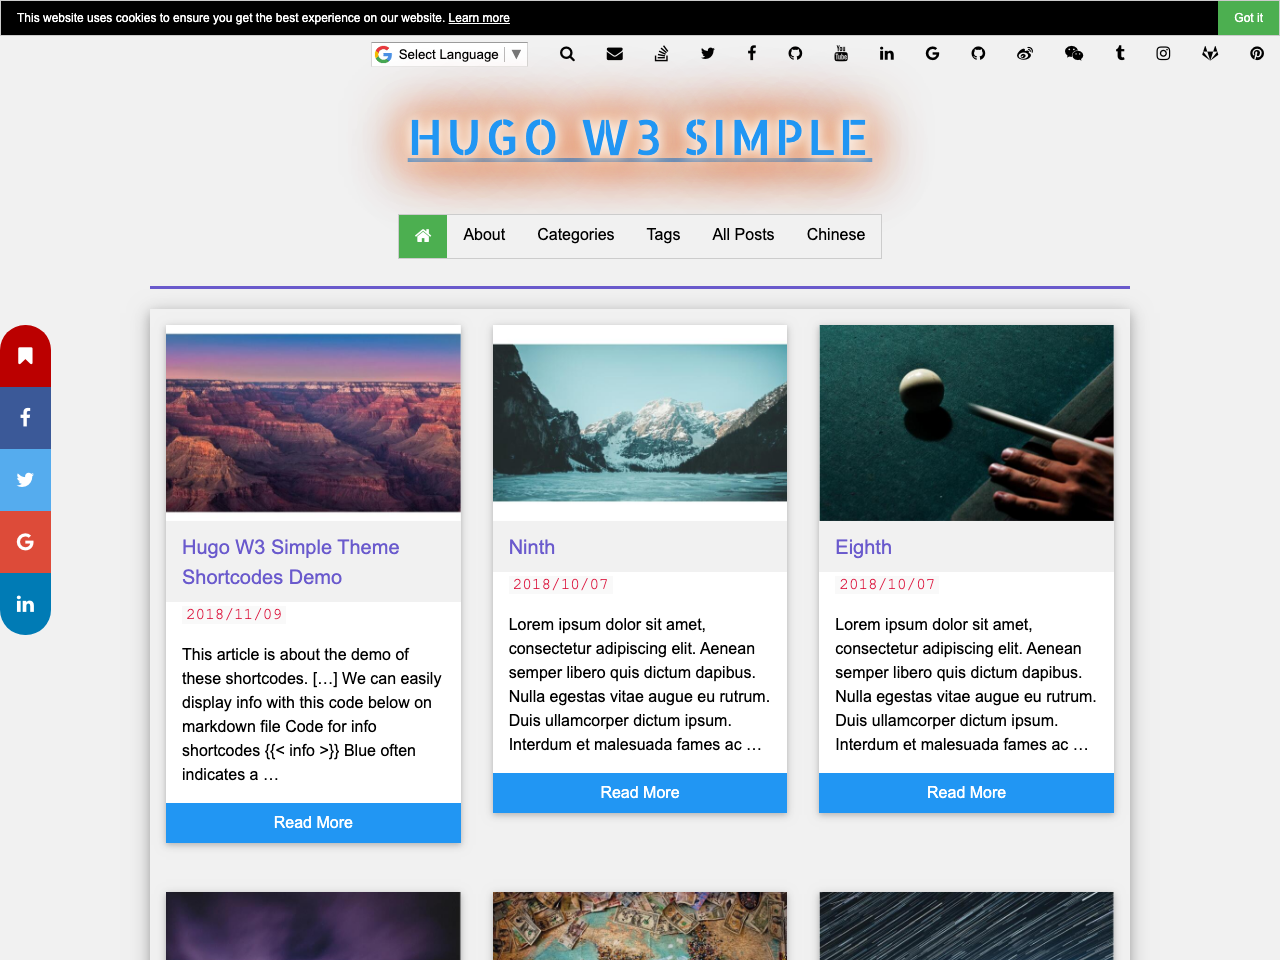 This website uses cookies to ensure you get the best experience on our website. Learn more
Got it
Select Language ▼
HUGO W3 SIMPLE
About
Categories
Tags
All Posts
Chinese
Hugo W3 Simple Theme
Shortcodes Demo
2018/11/09
This article is about the demo of
these shortcodes. […] We can easily
display info with this code below on
markdown file Code for info
shortcodes {{< info >}} Blue often
indicates a …
Read More
Ninth
2018/10/07
Lorem ipsum dolor sit amet,
consectetur adipiscing elit. Aenean
semper libero quis dictum dapibus.
Nulla egestas vitae augue eu rutrum.
Duis ullamcorper dictum ipsum.
Interdum et malesuada fames ac …
Read More
Eighth
2018/10/07
Lorem ipsum dolor sit amet,
consectetur adipiscing elit. Aenean
semper libero quis dictum dapibus.
Nulla egestas vitae augue eu rutrum.
Duis ullamcorper dictum ipsum.
Interdum et malesuada fames ac …
Read More